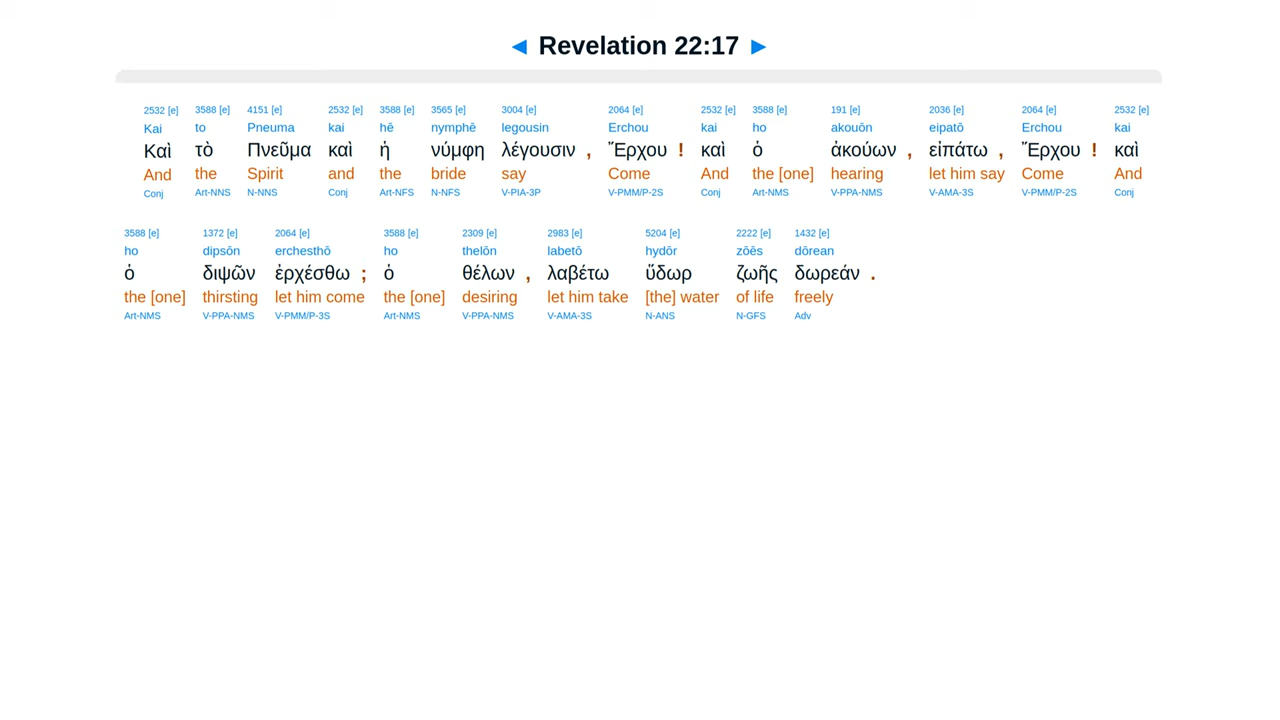 ◄ Revelation 22:17 ►
2532 [e] 3588 [e] 4151 [e] 2532 [e] 3588 [e] 3565 [e] 3004 [e] 2064 [e] 2532 [e] 3588 [e] 191 [e] 2036 [e] 2064 [e] 2532 [e]
Kai to Pneuma kai hē nymphē legousin Erchou kai ho akouōn eipatō Erchou kai
Καὶ τὸ Πνεῦμα καὶ ἡ νύμφη λέγουσιν , Ἔρχου ! καὶ ὁ ἀκούων , εἰπάτω , Ἔρχου ! καὶ
And the Spirit and the bride say Come And the [one] hearing let him say Come And
Conj Art-NNS N-NNS Conj Art-NFS N-NFS V-PIA-3P V-PMM/P-2S Conj Art-NMS V-PPA-NMS V-AMA-3S V-PMM/P-2S Conj
3588 [e] 1372 [e] 2064 [e] 3588 [e] 2309 [e] 2983 [e] 5204 [e] 2222 [e] 1432 [e]
ho dipsōn erchesthō ho thelōn labetō hydōr zōēs dōrean
ὁ διψῶν ἐρχέσθω ; ὁ θέλων , λαβέτω ὕδωρ ζωῆς δωρεάν .
the [one] thirsting let him come the [one] desiring let him take [the] water of life freely
Art-NMS V-PPA-NMS V-PMM/P-3S Art-NMS V-PPA-NMS V-AMA-3S N-ANS N-GFS Adv